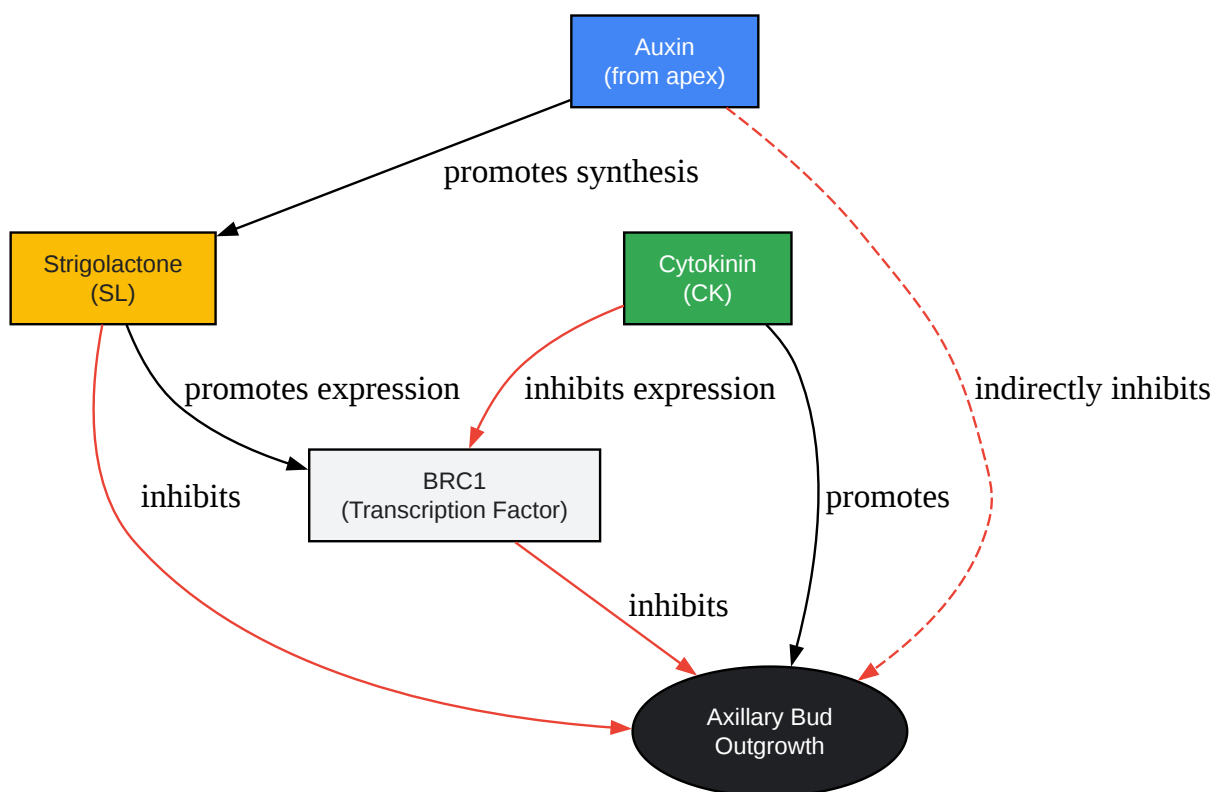 Auxin
(from apex)
promotes synthesis
Strigolactone
(SL)
Cytokinin
(CK)
promotes expression
inhibits expression
indirectly inhibits
BRC1
(Transcription Factor)
inhibits
promotes
inhibits
Axillary Bud
Outgrowth